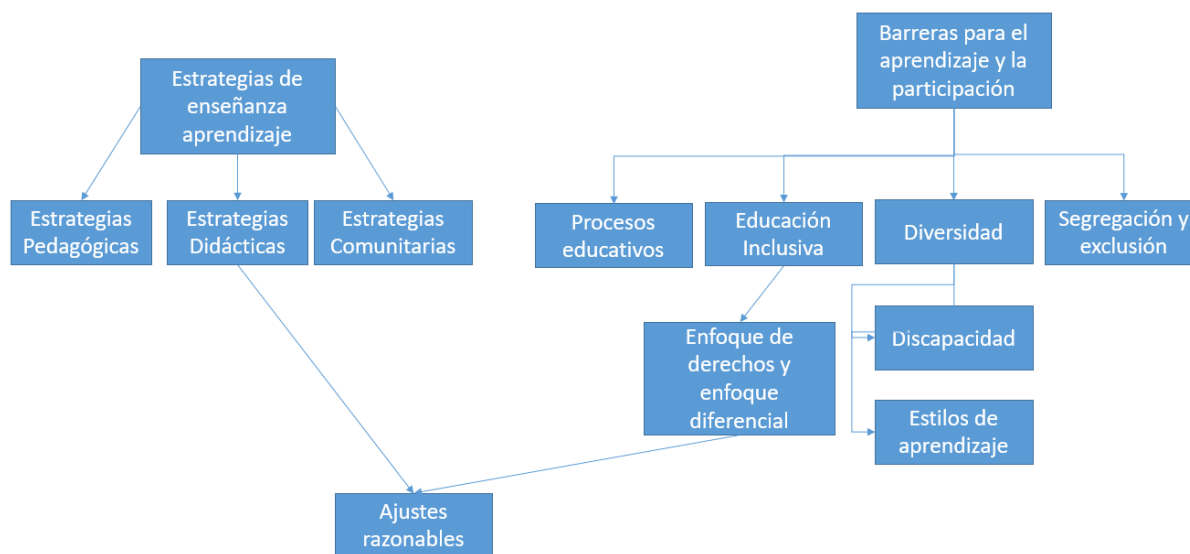 Barreras para el
aprendizaje y la
participación
Estrategias de
enseñanza
aprendizaje
Estrategias
Pedagógicas
Estrategias
Didácticas
Estrategias
Comunitarias
Procesos
educativos
Educación
Inclusiva
Diversidad
Segregación y
exclusión
Enfoque de
derechos y
enfoque
diferencial
Discapacidad
Estilos de
aprendizaje
Ajustes
razonables